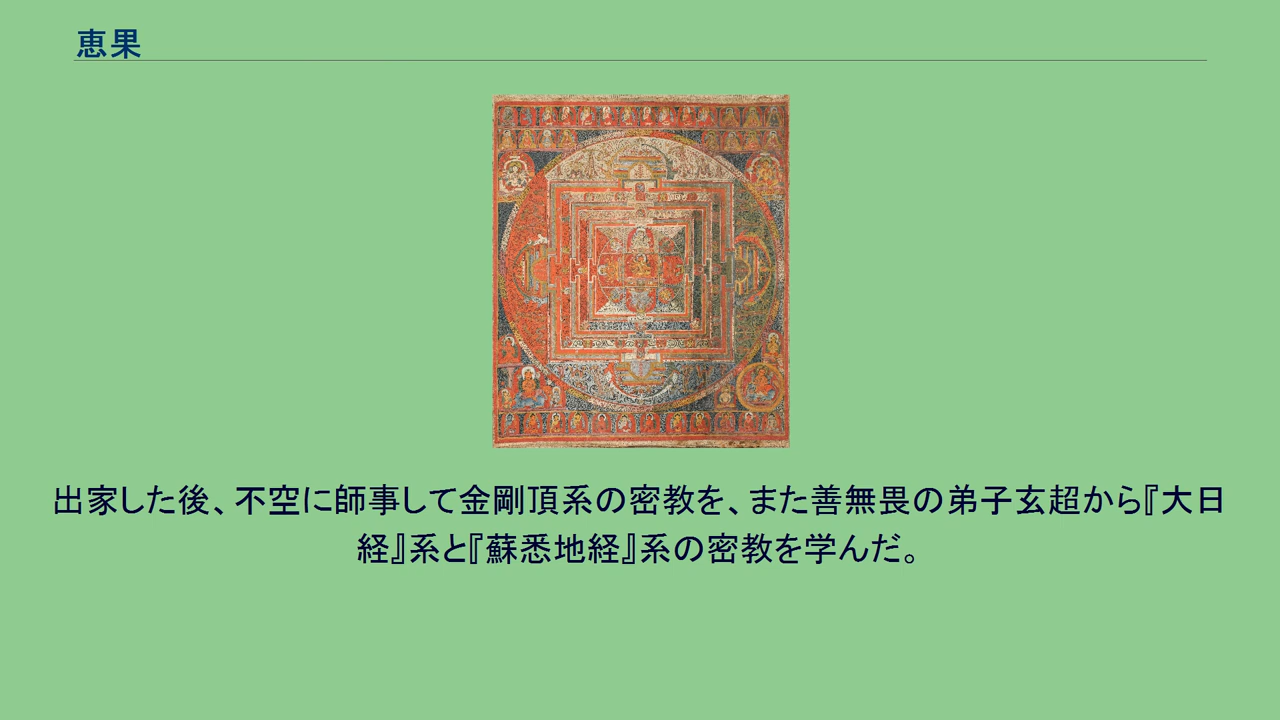 恵果
出家した後、不空に師事して金剛頂系の密教を、また善無畏の弟子玄超から『大日
経』系と『蘇悉地経』系の密教を学んだ。